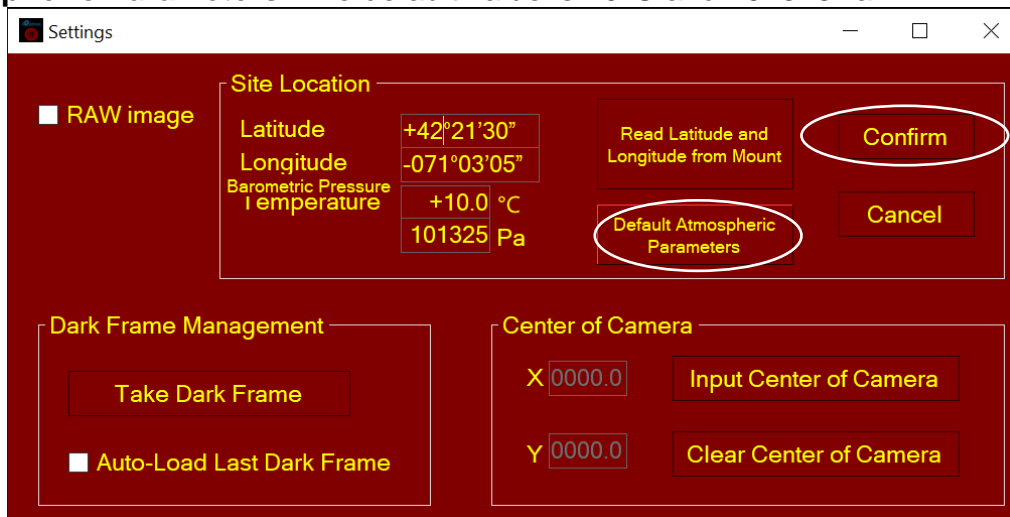 Settings
RAW image
Site Location
Latitude +42°21'30”
Longitude -071°03'05”
Barometric Pressure
Temperature +10.0 °C
101325 Pa
Read Latitude and
Longitude from Mount
Default Atmospheric
Parameters
Confirm
Cancel
Dark Frame Management
Take Dark Frame
Auto-Load Last Dark Frame
Center of Camera
X 0000.0 Input Center of Camera
Y 0000.0 Clear Center of Camera